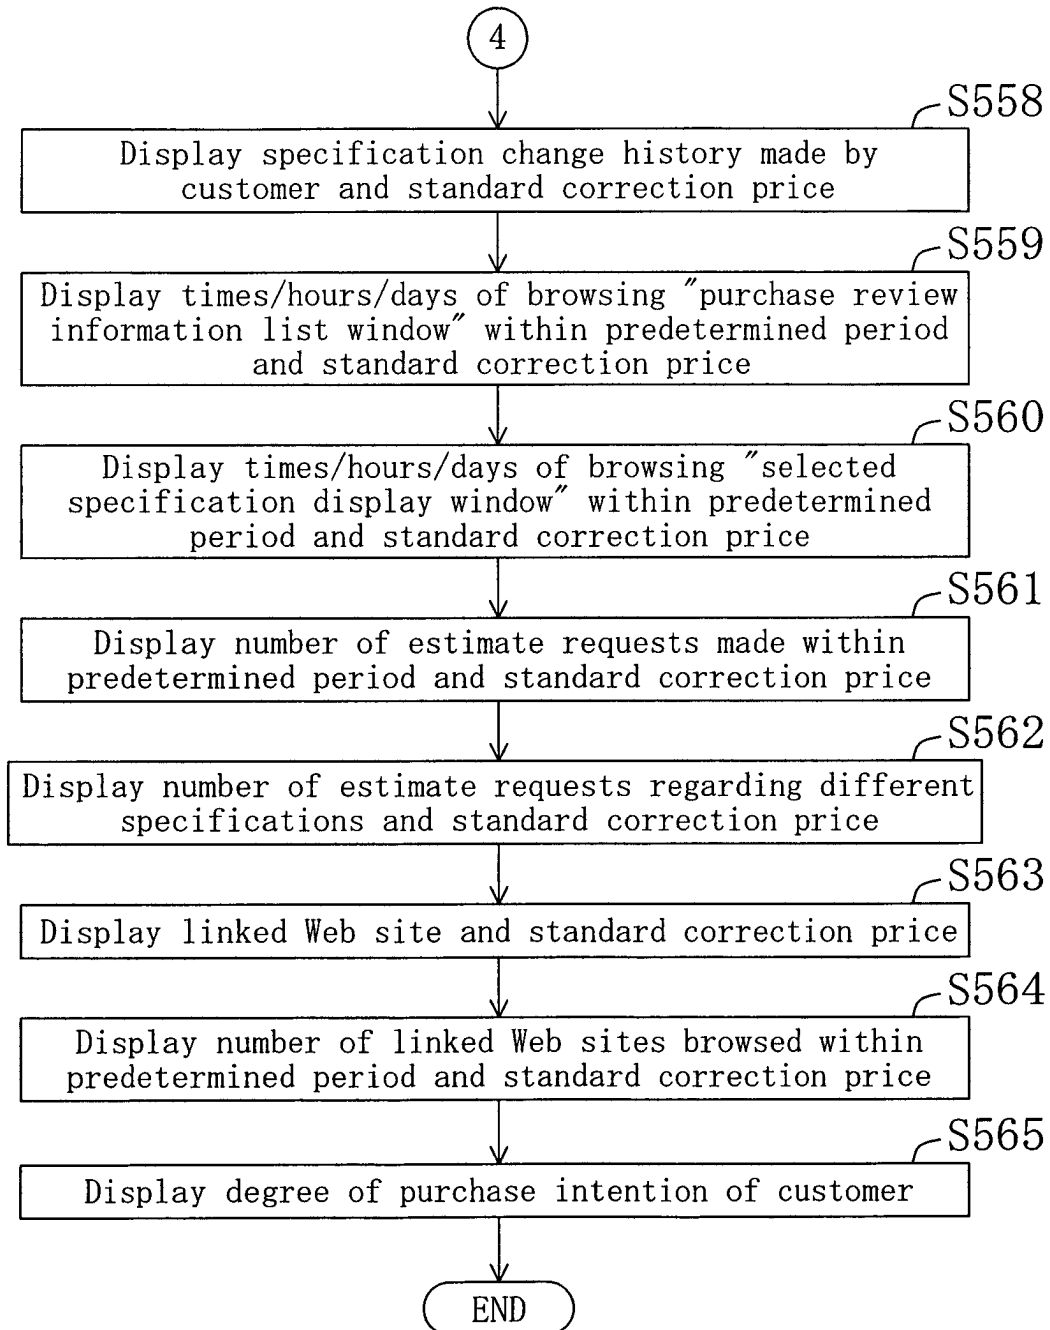 4
S558
Display specification change history made by
customer and standard correction price
S559
Display times/hours/days of browsing "purchase review
information list window" within predetermined period
and standard correction price
S560
Display times/hours/days of browsing "selected
specification display window" within predetermined
period and standard correction price
S561
Display number of estimate requests made within
predetermined period and standard correction price
S562
Display number of estimate requests regarding different
specifications and standard correction price
S563
Display linked Web site and standard correction price
S564
Display number of linked Web sites browsed within
predetermined period and standard correction price
S565
Display degree of purchase intention of customer
END